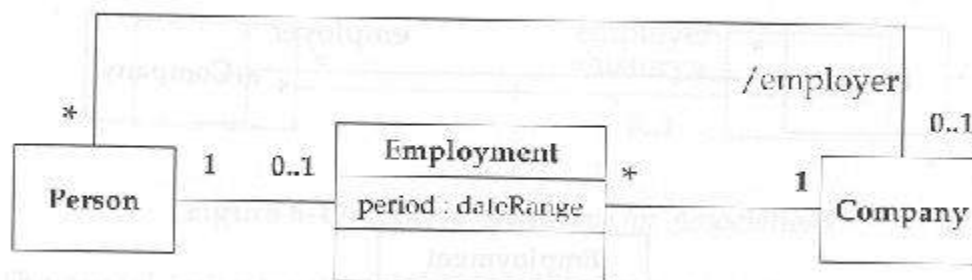 /employer
*
0..1
Person
1
0..1
Employment
period : dateRange
*
1
Company